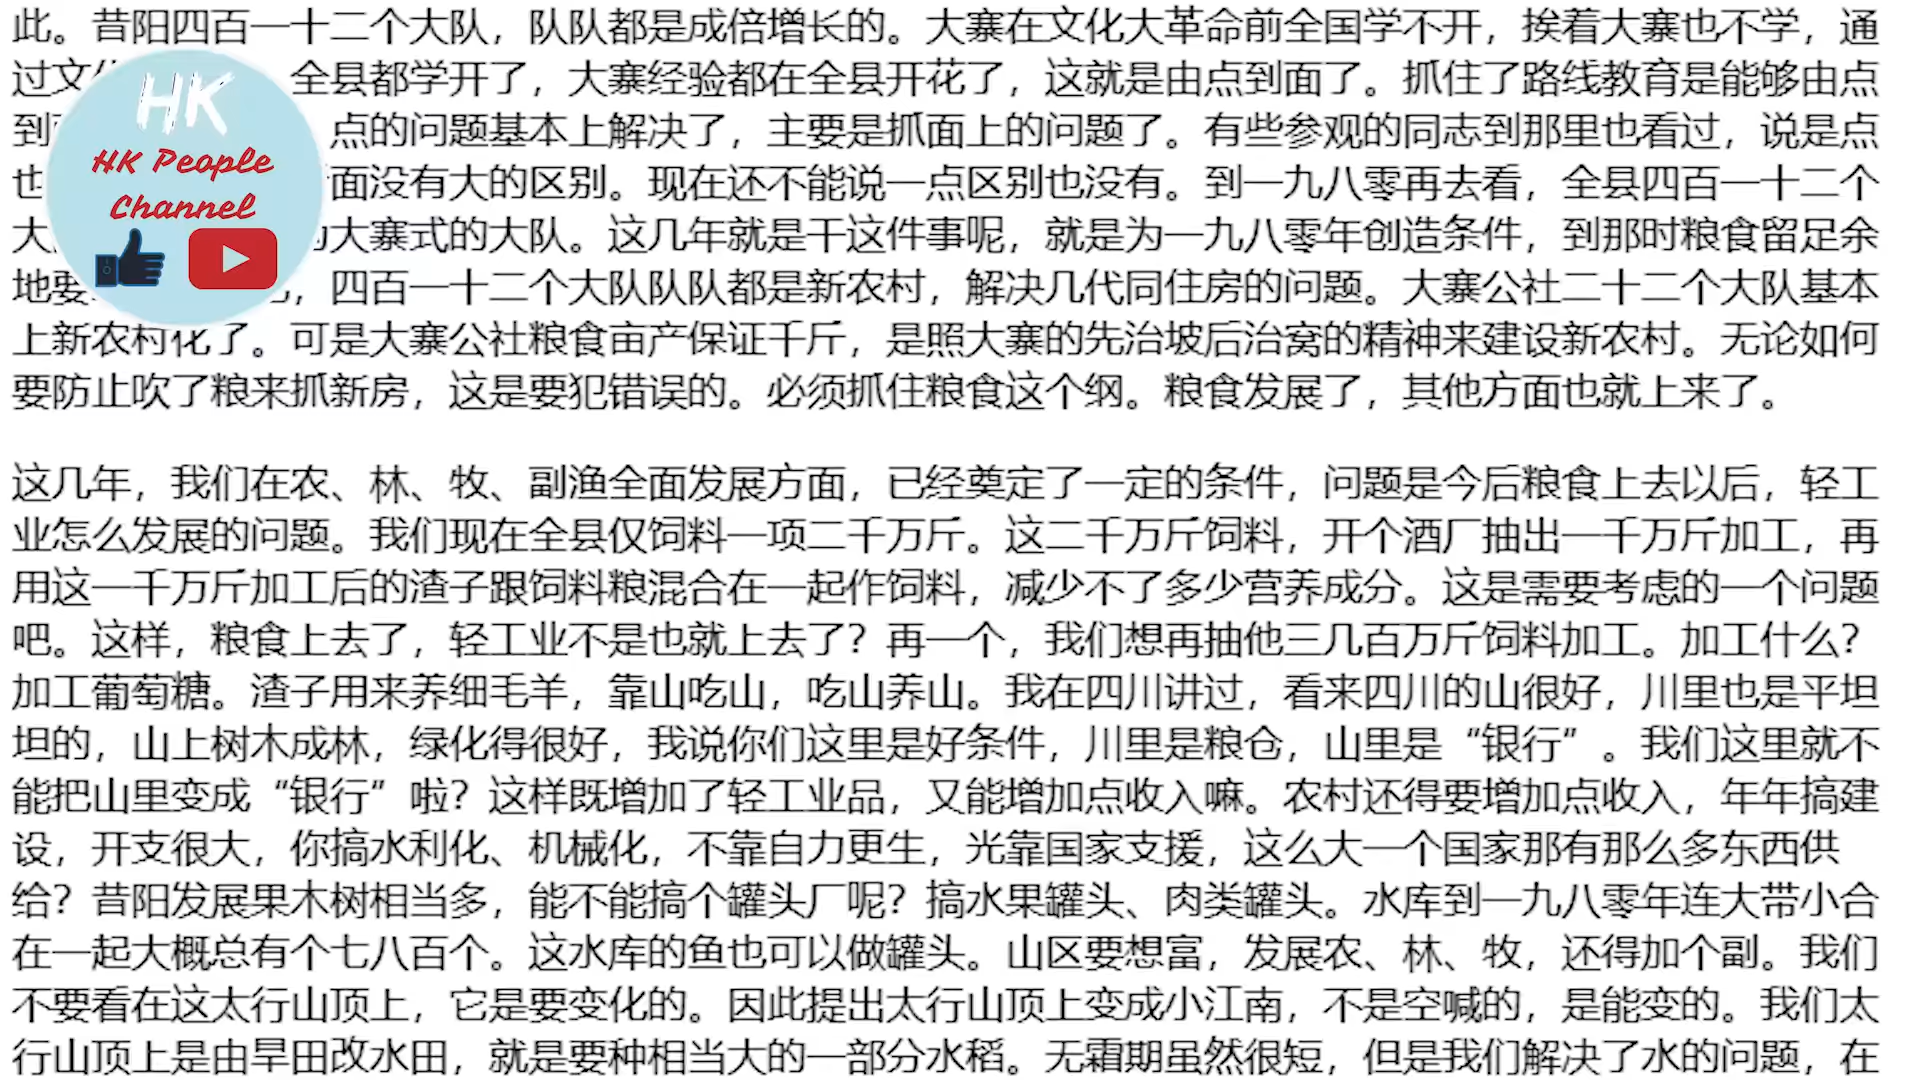 此。昔阳四百一十二个大队，队队都是成倍增长的。大寨在文化大革命前全国学不开，挨着大寨也不学，通
过文 全县都学开了，大寨经验都在全县开花了，这就是由点到面了。抓住了路线教育是能够由点
到 点的问题基本上解决了，主要是抓面上的问题了。有些参观的同志到那里也看过，说是点
也 面没有大的区别。现在还不能说一点区别也没有。到一九八零再去看，全县四百一十二个
大 大寨式的大队。这几年就是干这件事呢，就是为一九八零年创造条件，到那时粮食留足余
地要 ，四百一十二个大队队队都是新农村，解决几代同住房的问题。大寨公社二十二个大队基本
上新农村化了。可是大寨公社粮食亩产保证千斤，是照大寨的先治坡后治窝的精神来建设新农村。无论如何
要防止吹了粮来抓新房，这是要犯错误的。必须抓住粮食这个纲。粮食发展了，其他方面也就上来了。
这几年，我们在农、林、牧、副渔全面发展方面，已经奠定了一定的条件，问题是今后粮食上去以后，轻工
业怎么发展的问题。我们现在全县仅饲料一项二千万斤。这二千万斤饲料，开个酒厂抽出一千万斤加工，再
用这一千万斤加工后的渣子跟饲料粮混合在一起作饲料，减少不了多少营养成分。这是需要考虑的一个问题
吧。这样，粮食上去了，轻工业不是也就上去了？再一个，我们想再抽他三几百万斤饲料加工。加工什么？
加工葡萄糖。渣子用来养细毛羊，靠山吃山，吃山养山。我在四川讲过，看来四川的山很好，川里也是平坦
坦的，山上树木成林，绿化得很好，我说你们这里是好条件，川里是粮仓，山里是“银行”。我们这里就不
能把山里变成“银行”啦？这样既增加了轻工业品，又能增加点收入嘛。农村还得要增加点收入，年年搞建
设，开支很大，你搞水利化、机械化，不靠自力更生，光靠国家支援，这么大一个国家那有那么多东西供
给？昔阳发展果木树相当多，能不能搞个罐头厂呢？搞水果罐头、肉类罐头。水库到一九八零年连大带小合
在一起大概总有个七八百个。这水库的鱼也可以做罐头。山区要想富，发展农、林、牧，还得加个副。我们
不要看在这太行山顶上，它是要变化的。因此提出太行山顶上变成小江南，不是空喊的，是能变的。我们太
行山顶上是由旱田改水田，就是要种相当大的一部分水稻。无霜期虽然很短，但是我们解决了水的问题，在
HK
HK People
Channel